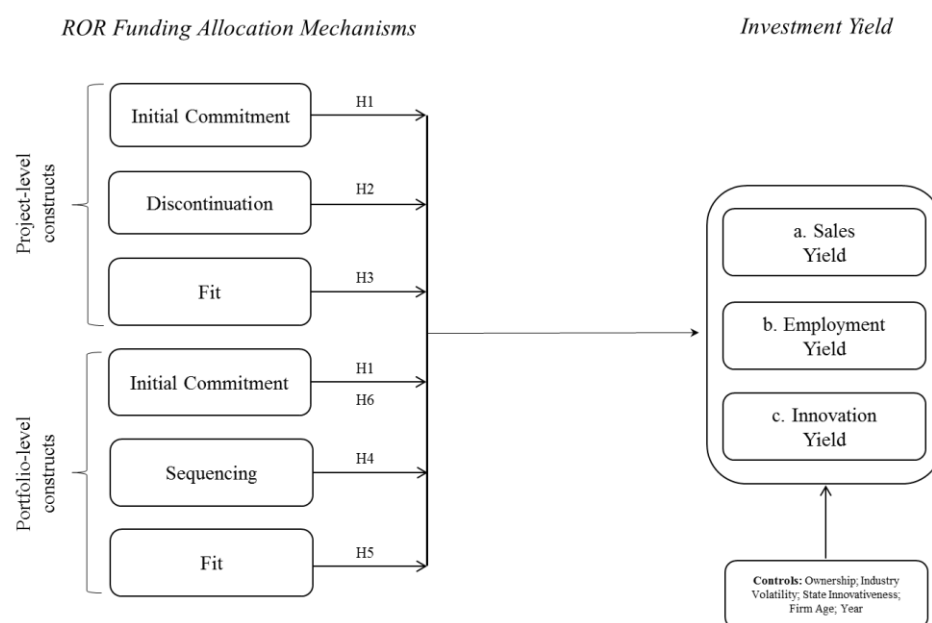 ROR Funding Allocation Mechanisms
Investment Yield
Project-level
constructs
Initial Commitment
H1
Discontinuation
H2
Fit
H3
Portfolio-level
constructs
Initial Commitment
H1
H6
Sequencing
H4
Fit
H5
a. Sales
Yield
b. Employment
Yield
c. Innovation
Yield
Controls: Ownership; Industry
Volatility; State Innovativeness;
Firm Age; Year